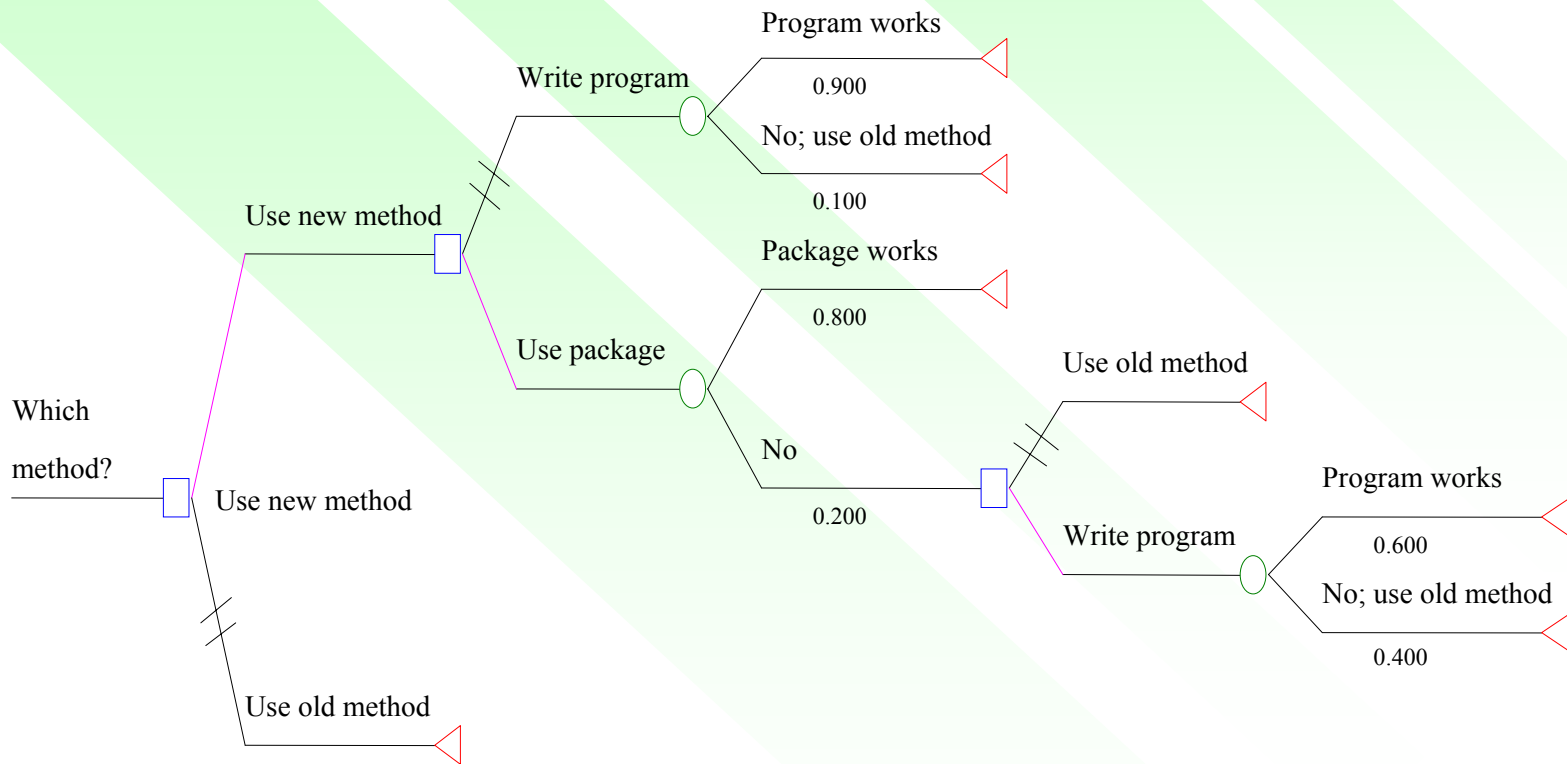 Program works
Write program
0.900
No; use old method
0.100
Use new method
Package works
0.800
Use package
Use old method
Which
method?
No
Program works
Use new method
0.200
Write program
0.600
No; use old method
0.400
Use old method